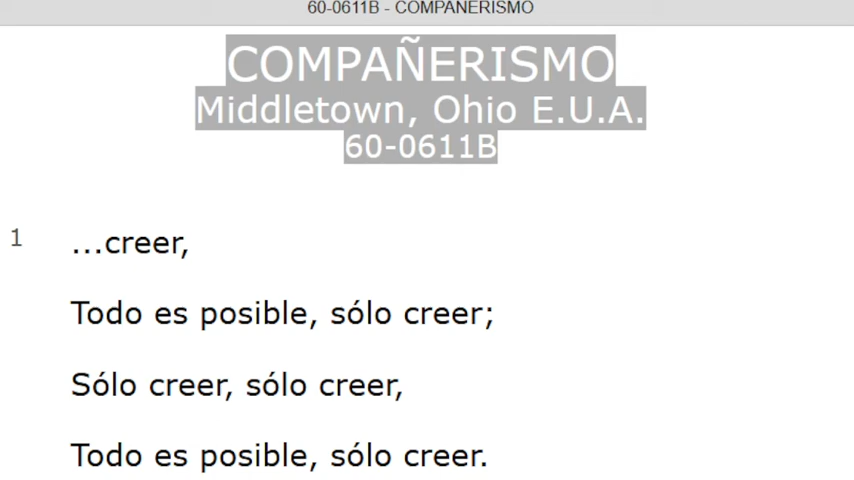 60-0611B - COMPAÑERISMO
COMPAÑERISMO
Middletown, Ohio E.U.A.
60-0611B
1 ...creer,
Todo es posible, sólo creer;
Sólo creer, sólo creer,
Todo es posible, sólo creer.